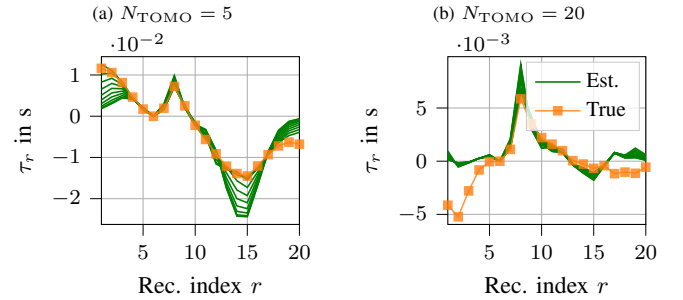 (a) N_TOMO = 5
·10⁻²
1
0
−1
−2
τ_r in s
5 10 15 20
Rec. index r
(b) N_TOMO = 20
·10⁻³
5
0
−5
τ_r in s
Est.
True
5 10 15 20
Rec. index r